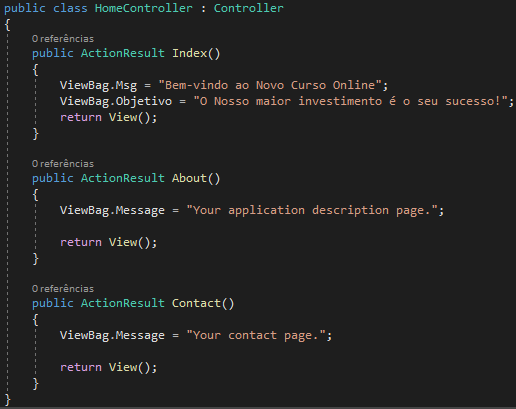 public class HomeController : Controller
{
0 referências
public ActionResult Index()
{
ViewBag.Msg = "Bem-vindo ao Novo Curso Online";
ViewBag.Objetivo = "O Nosso maior investimento é o seu sucesso!";
return View();
}
0 referências
public ActionResult About()
{
ViewBag.Message = "Your application description page.";
return View();
}
0 referências
public ActionResult Contact()
{
ViewBag.Message = "Your contact page.";
return View();
}
}